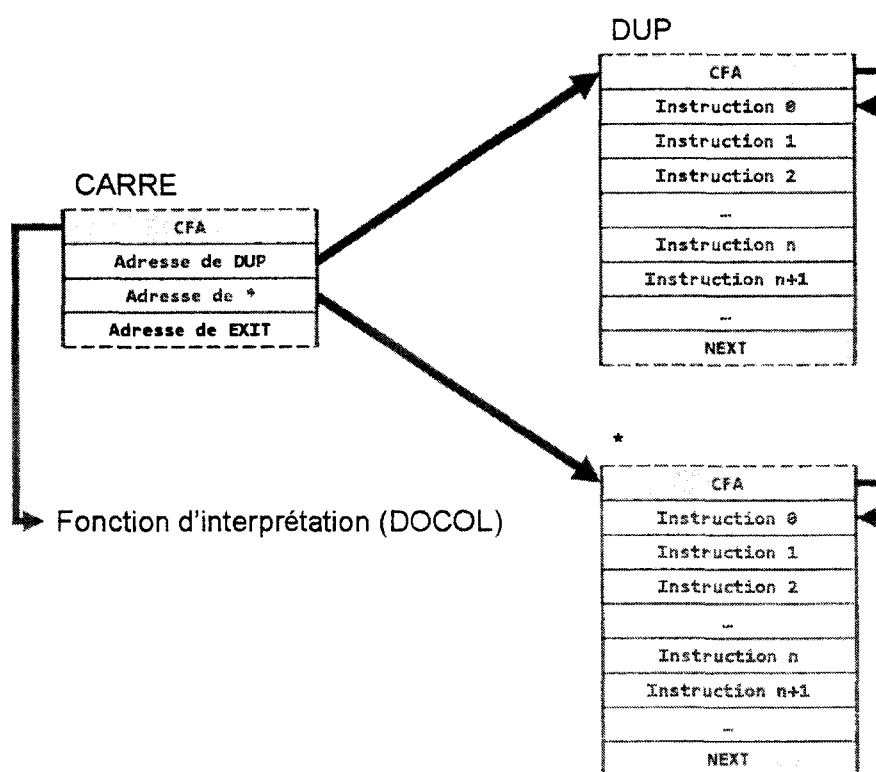 DUP
CFA
Instruction 0
Instruction 1
Instruction 2
…
Instruction n
Instruction n+1
…
NEXT
CARRE
CFA
Adresse de DUP
Adresse de *
Adresse de EXIT
Fonction d'interprétation (DOCOL)
*
CFA
Instruction 0
Instruction 1
Instruction 2
…
Instruction n
Instruction n+1
…
NEXT